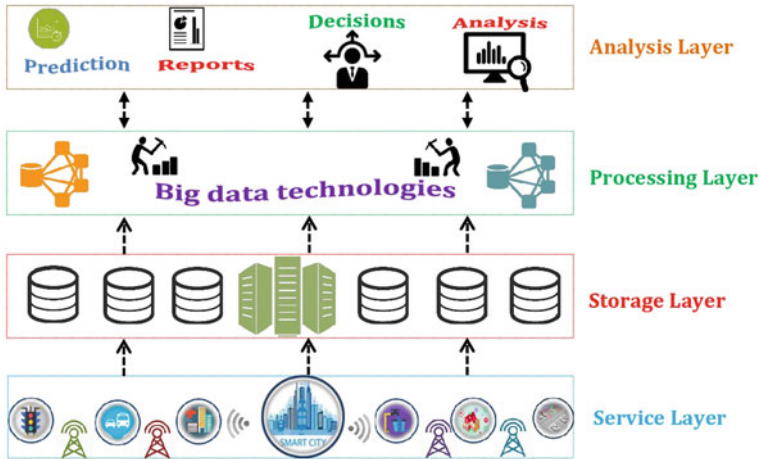 Prediction
Reports
Decisions
Analysis
Analysis Layer
Big data technologies
Processing Layer
Storage Layer
SMART CITY
Service Layer